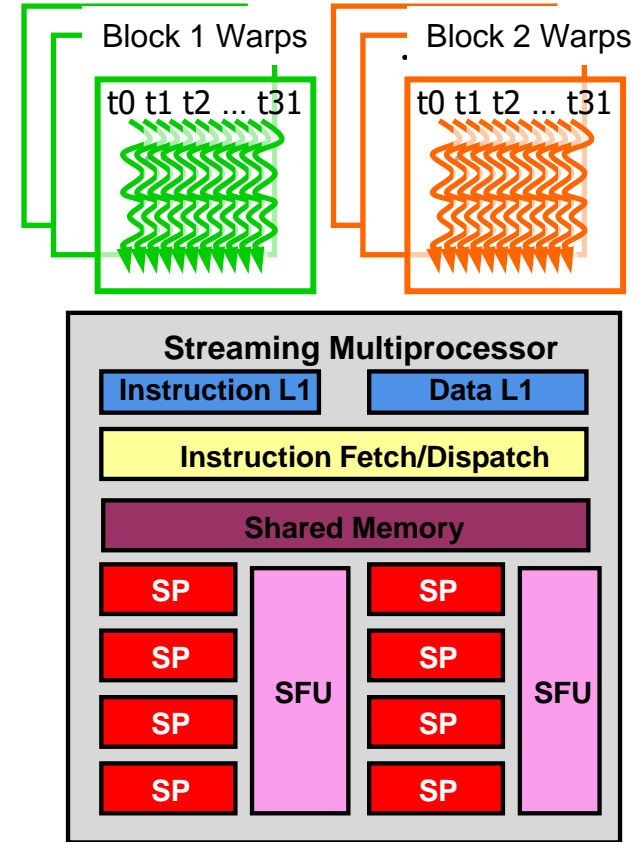 Block 1 Warps
Block 2 Warps
t0 t1 t2 ... t31
t0 t1 t2 ... t31
Streaming Multiprocessor
Instruction L1
Data L1
Instruction Fetch/Dispatch
Shared Memory
SP
SP
SP
SP
SFU
SP
SP
SP
SP
SFU